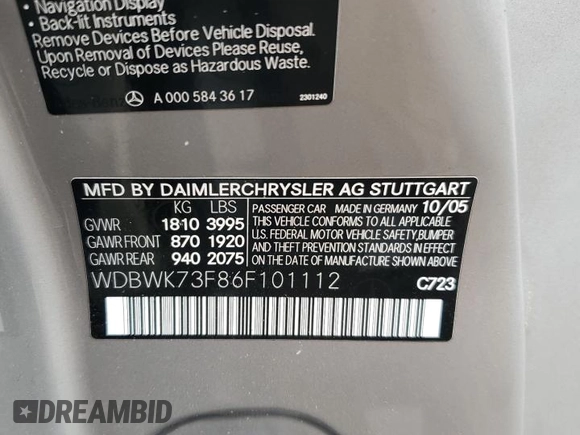 • Navigation Display
• Back-lit Instruments
Remove Devices Before Vehicle Disposal.
Upon Removal of Devices Please Reuse,
Recycle or Dispose as Hazardous Waste.
A 000 584 36 17
2301240
MFD BY DAIMLERCHRYSLER AG STUTTGART
KG LBS
GVWR 1810 3995
GAWR FRONT 870 1920
GAWR REAR 940 2075
PASSENGER CAR MADE IN GERMANY 10/05
THIS VEHICLE CONFORMS TO ALL APPLICABLE
U.S. FEDERAL MOTOR VEHICLE SAFETY, BUMPER
AND THEFT PREVENTION STANDARDS IN EFFECT
ON THE DATE OF MANUFACTURE SHOWN ABOVE
WDBWK73F86F101112
C723
DREAMBID